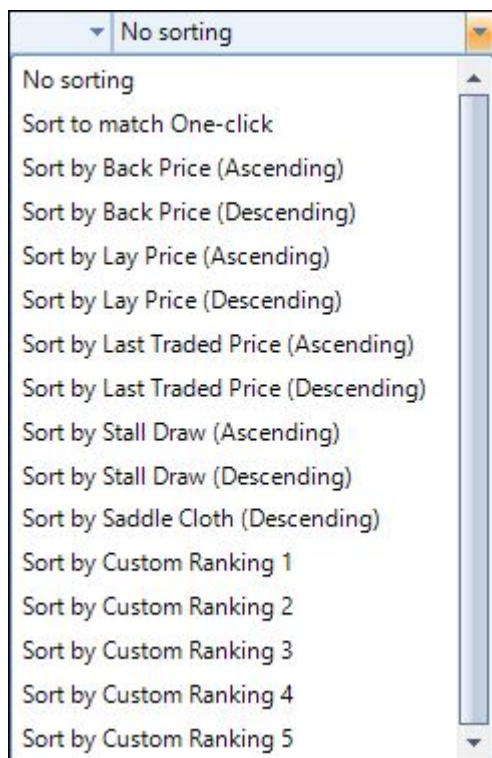 No sorting
No sorting
Sort to match One-click
Sort by Back Price (Ascending)
Sort by Back Price (Descending)
Sort by Lay Price (Ascending)
Sort by Lay Price (Descending)
Sort by Last Traded Price (Ascending)
Sort by Last Traded Price (Descending)
Sort by Stall Draw (Ascending)
Sort by Stall Draw (Descending)
Sort by Saddle Cloth (Descending)
Sort by Custom Ranking 1
Sort by Custom Ranking 2
Sort by Custom Ranking 3
Sort by Custom Ranking 4
Sort by Custom Ranking 5